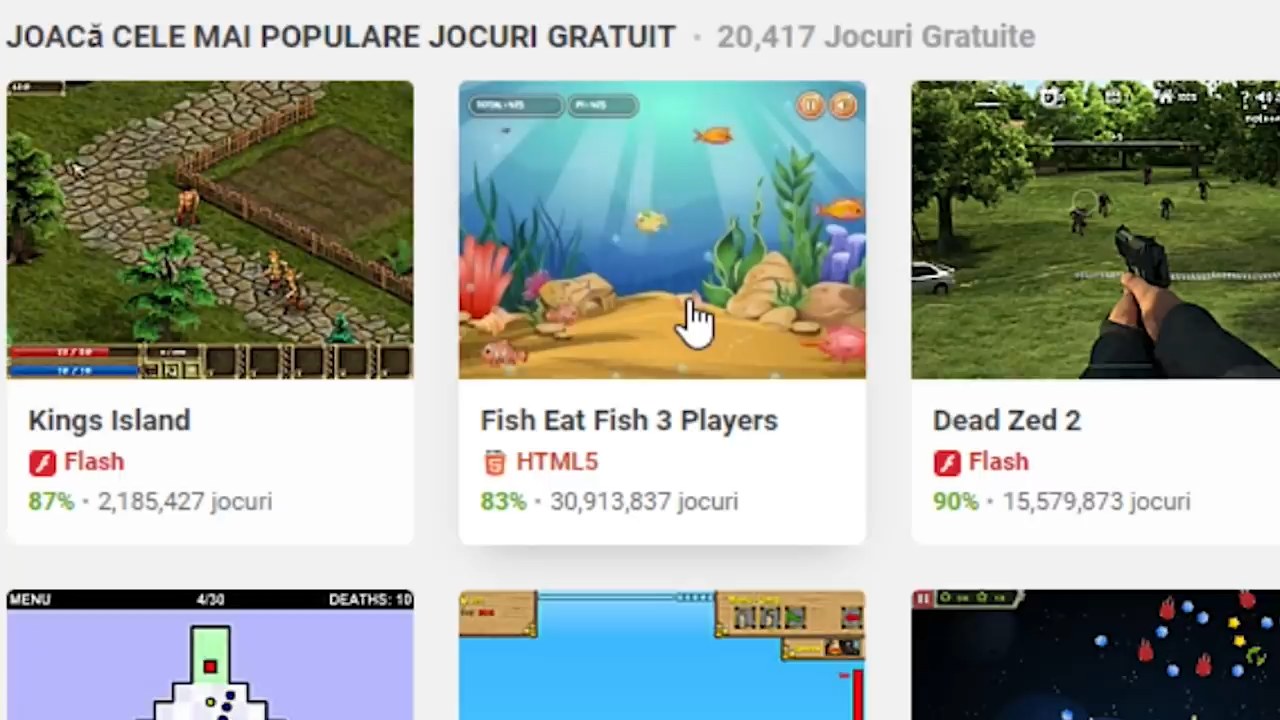 JOACă CELE MAI POPULARE JOCURI GRATUIT • 20,417 Jocuri Gratuite
Kings Island
Flash
87% • 2,185,427 jocuri
Fish Eat Fish 3 Players
HTML5
83% • 30,913,837 jocuri
Dead Zed 2
Flash
90% • 15,579,873 jocuri
MENU 4/30 DEATHS: 10